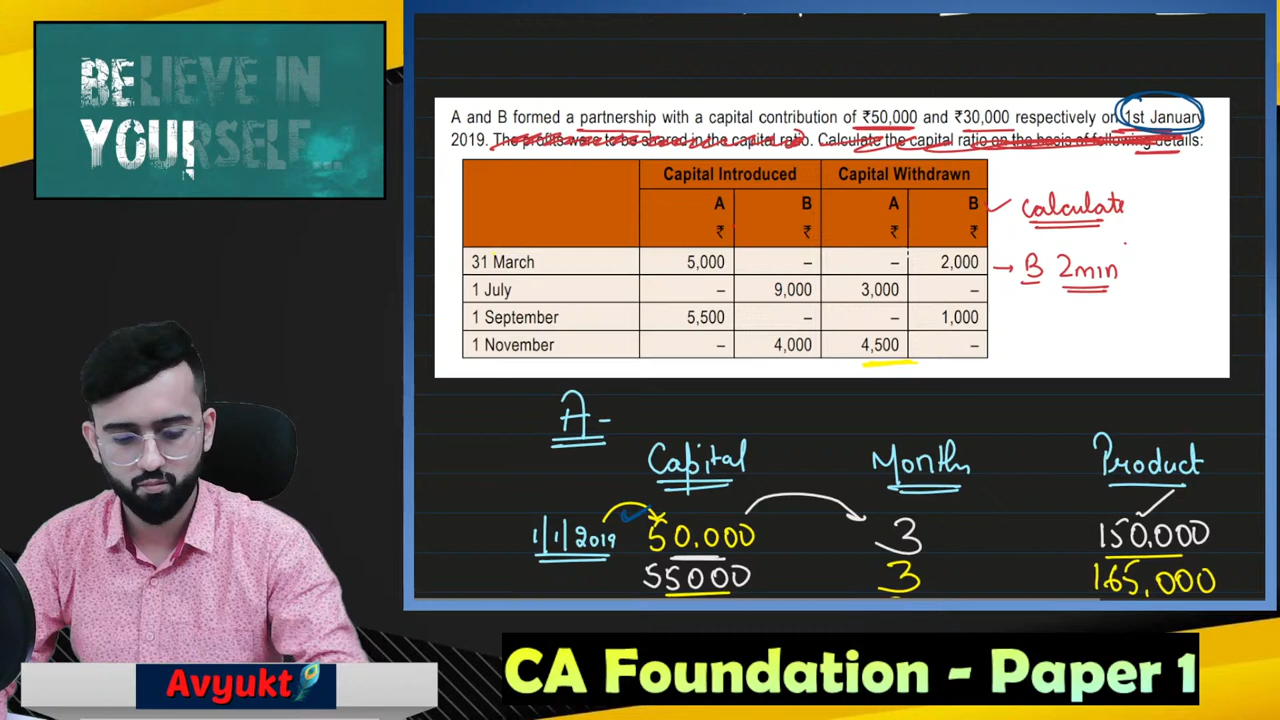 BELIEVE IN
YOURSELF...
A and B formed a partnership with a capital contribution of ₹50,000 and ₹30,000 respectively on 1st January
2019. The profits were to be shared in the capital ratio. Calculate the capital ratio on the basis of following details:
Capital Introduced Capital Withdrawn
A B A B
₹ ₹ ₹ ₹
31 March 5,000 – – 2,000
1 July – 9,000 3,000 –
1 September 5,500 – – 1,000
1 November – 4,000 4,500 –
calculate
→ B 2min
A -
Capital Months Product
1/1/2019 50,000 3 150,000
55000 3 165,000
Avyukt
CA Foundation - Paper 1